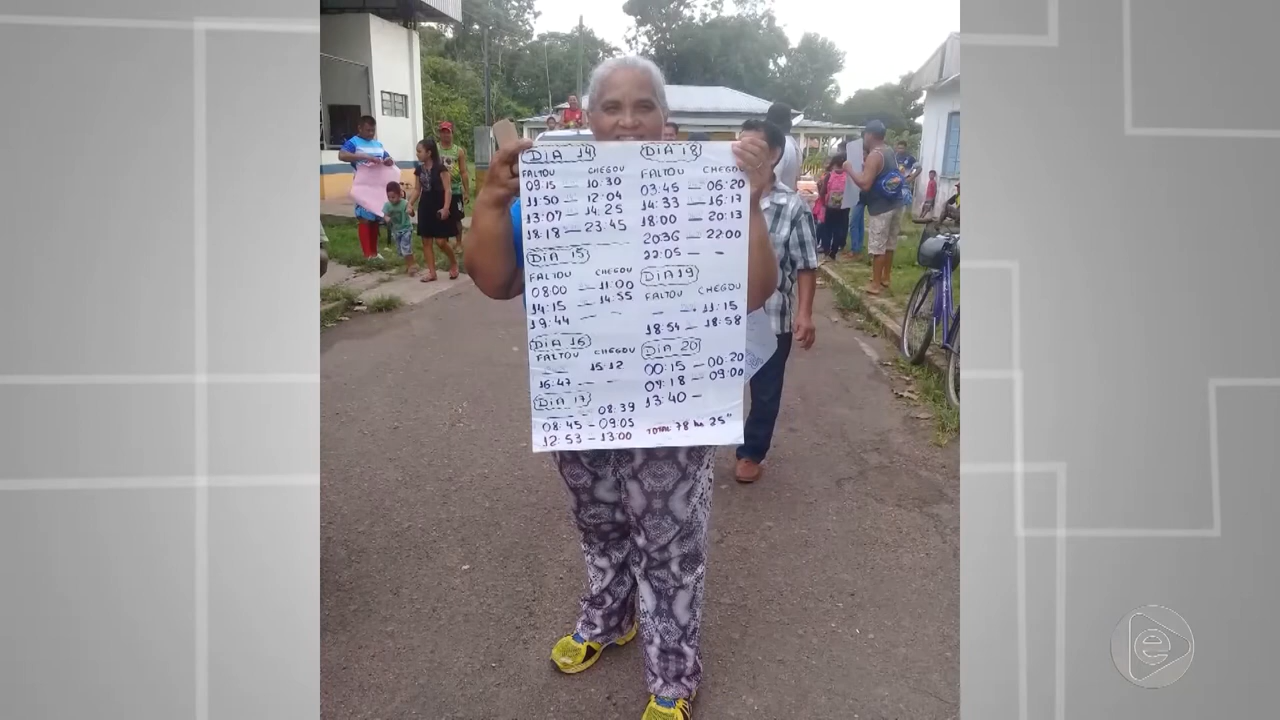 DIA 14
FALTOU CHEGOU
09:15 — 10:30
11:50 — 12:04
13:07 — 14:25
18:18 — 23:45
DIA 15
FALTOU CHEGOU
08:00 — 11:00
14:15 — 14:55
19:44 — —
DIA 16
FALTOU CHEGOU
— 15:12
16:47 — —
DIA 17
08:39
08:45 — 09:05
12:53 — 13:00
DIA 18
FALTOU CHEGOU
03:45 — 06:20
14:33 — 16:17
18:00 — 20:13
20:36 — 22:00
22:05 — —
DIA 19
FALTOU CHEGOU
— — 11:15
18:54 — 18:58
DIA 20
00:15 — 00:20
09:18 — 09:00
13:40 —
TOTAL: 78 hs 25"
e